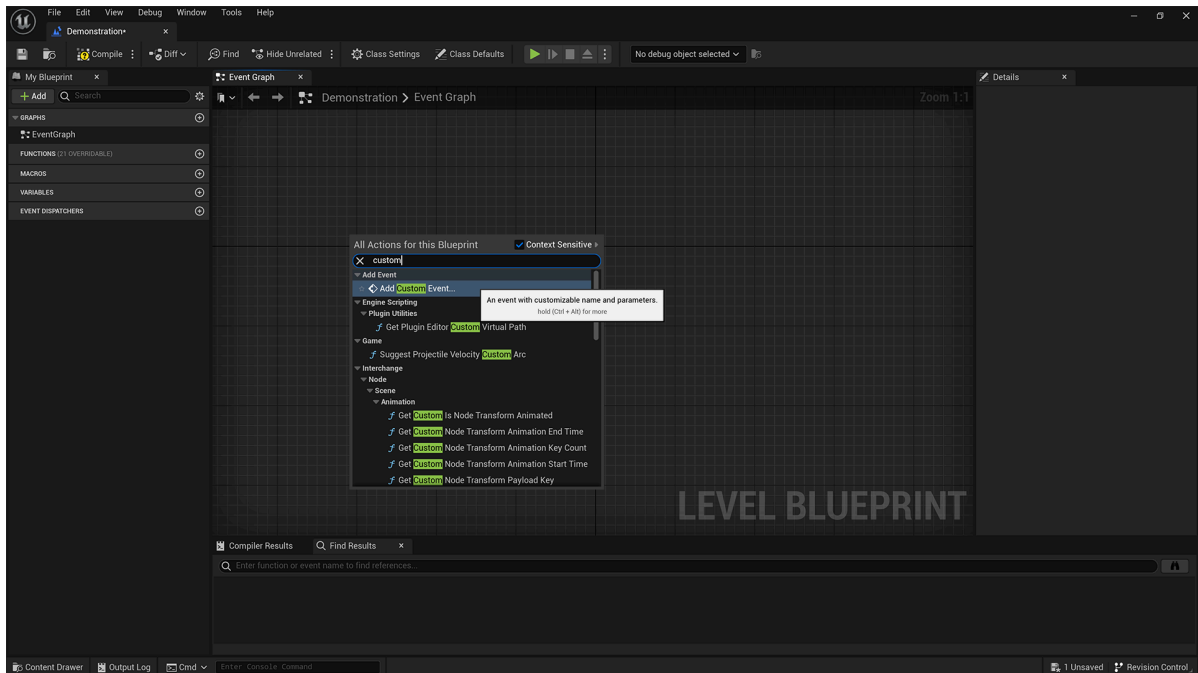 File Edit View Debug Window Tools Help
Demonstration•
Compile Diff Find Hide Unrelated Class Settings Class Defaults No debug object selected
My Blueprint Event Graph Details
Add Search Demonstration > Event Graph Zoom 1:1
GRAPHS
EventGraph
FUNCTIONS (21 OVERRIDABLE)
MACROS
VARIABLES
EVENT DISPATCHERS
All Actions for this Blueprint Context Sensitive
custom
Add Event
Add Custom Event...
An event with customizable name and parameters.
hold (Ctrl + Alt) for more
Engine Scripting
Plugin Utilities
Get Plugin Editor Custom Virtual Path
Game
Suggest Projectile Velocity Custom Arc
Interchange
Node
Scene
Animation
Get Custom Is Node Transform Animated
Get Custom Node Transform Animation End Time
Get Custom Node Transform Animation Key Count
Get Custom Node Transform Animation Start Time
Get Custom Node Transform Payload Key
LEVEL BLUEPRINT
Compiler Results Find Results
Enter function or event name to find references...
Content Drawer Output Log Cmd Enter Console Command 1 Unsaved Revision Control